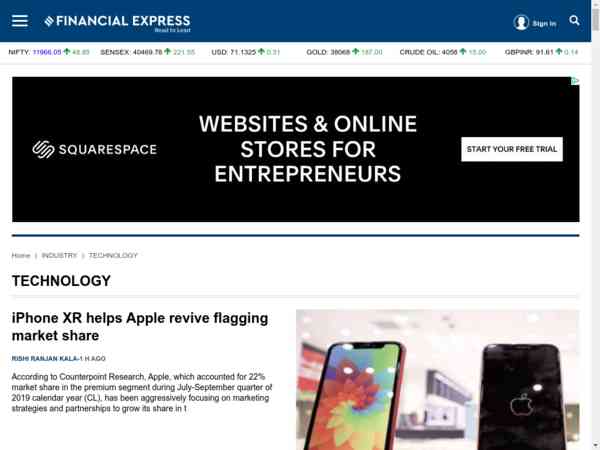 FINANCIAL EXPRESS
Read to Lead
Sign In
NIFTY: 11966.05 48.85 SENSEX: 40469.78 221.55 USD: 71.1325 0.31 GOLD: 38068 187.00 CRUDE OIL: 4058 15.00 GBPINR: 91.61 0.14
SQUARESPACE
WEBSITES & ONLINE
STORES FOR
ENTREPRENEURS
START YOUR FREE TRIAL
Home | INDUSTRY | TECHNOLOGY
TECHNOLOGY
iPhone XR helps Apple revive flagging
market share
RISHI RANJAN KALA-1 H AGO
According to Counterpoint Research, Apple, which accounted for 22%
market share in the premium segment during July-September quarter of
2019 calendar year (CL), has been aggressively focusing on marketing
strategies and partnerships to grow its share in t